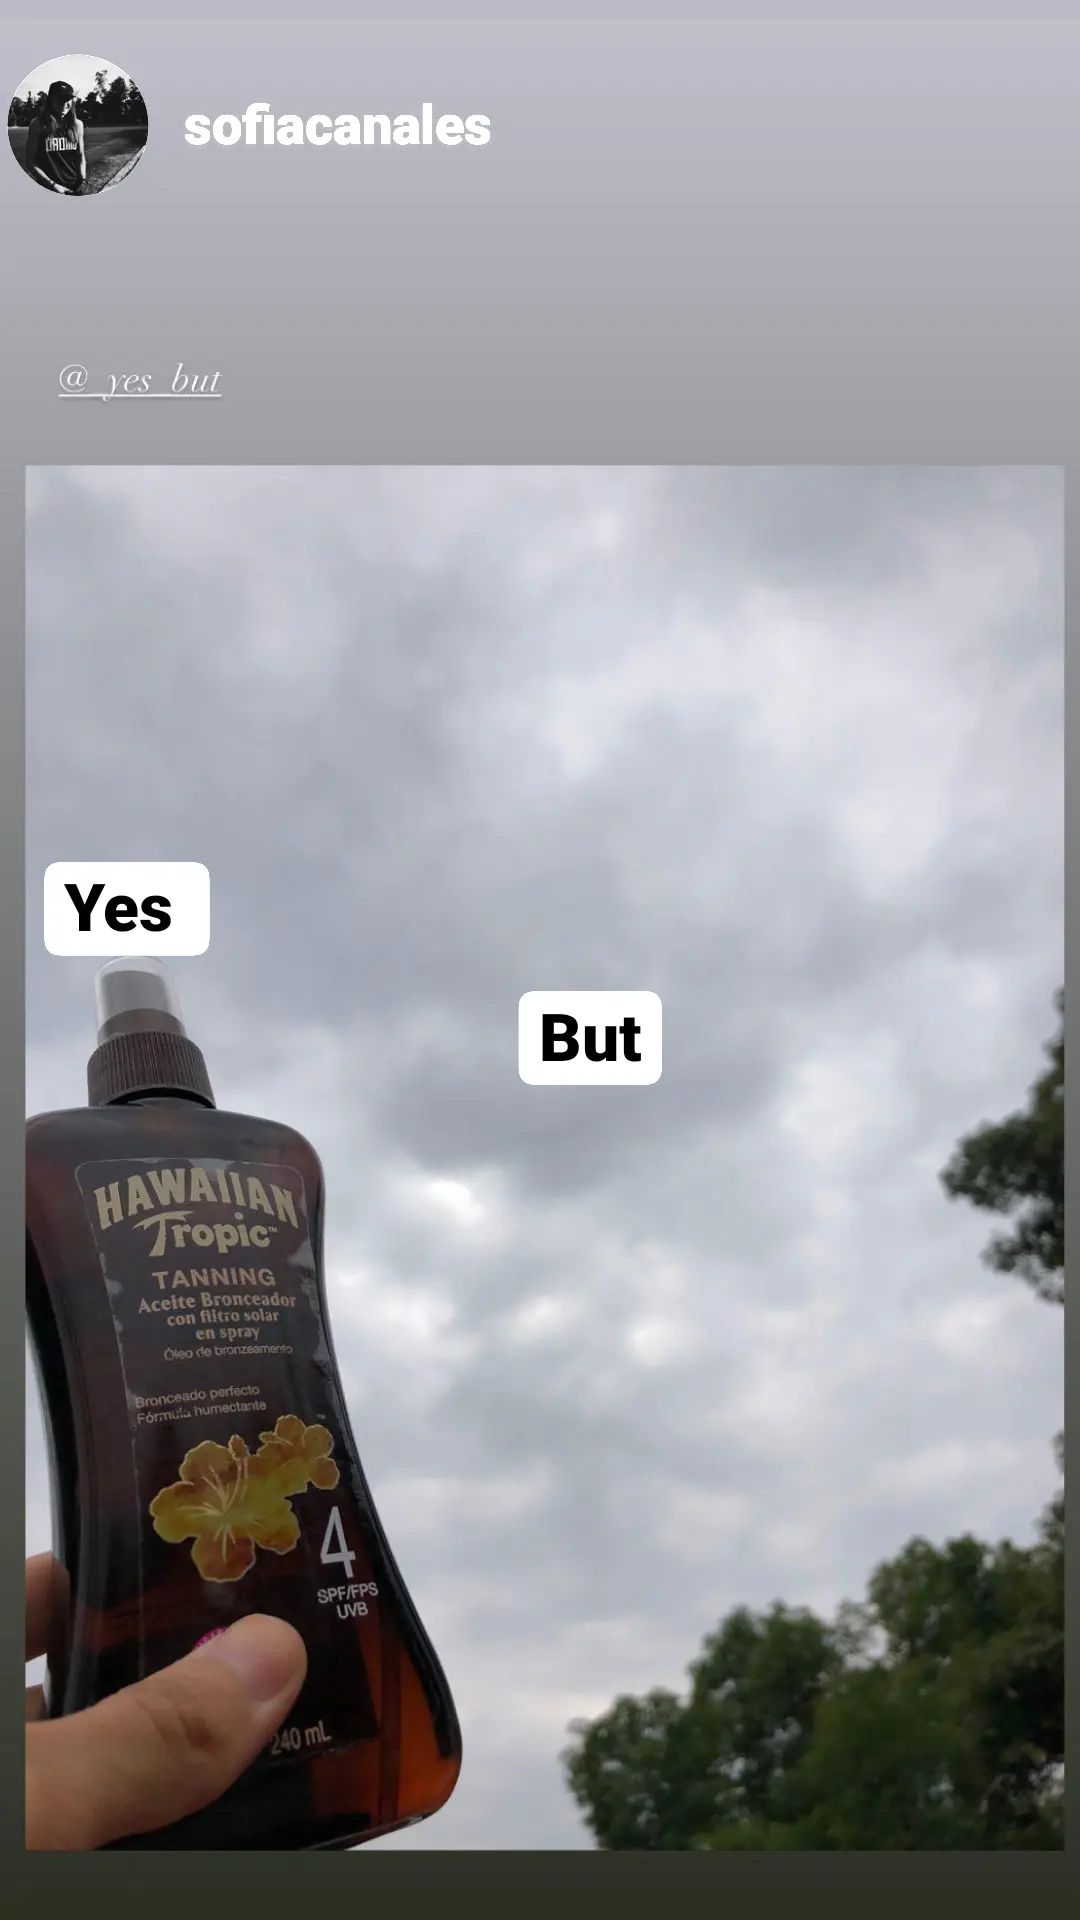 sofiacanales
@_yes_but
Yes
But
HAWAIIAN
Tropic™
TANNING
Aceite Bronceador
con filtro solar
en spray
Óleo de bronzeamento
Bronceado perfecto
Fórmula humectante
4
SPF/FPS
UVB
240 mL